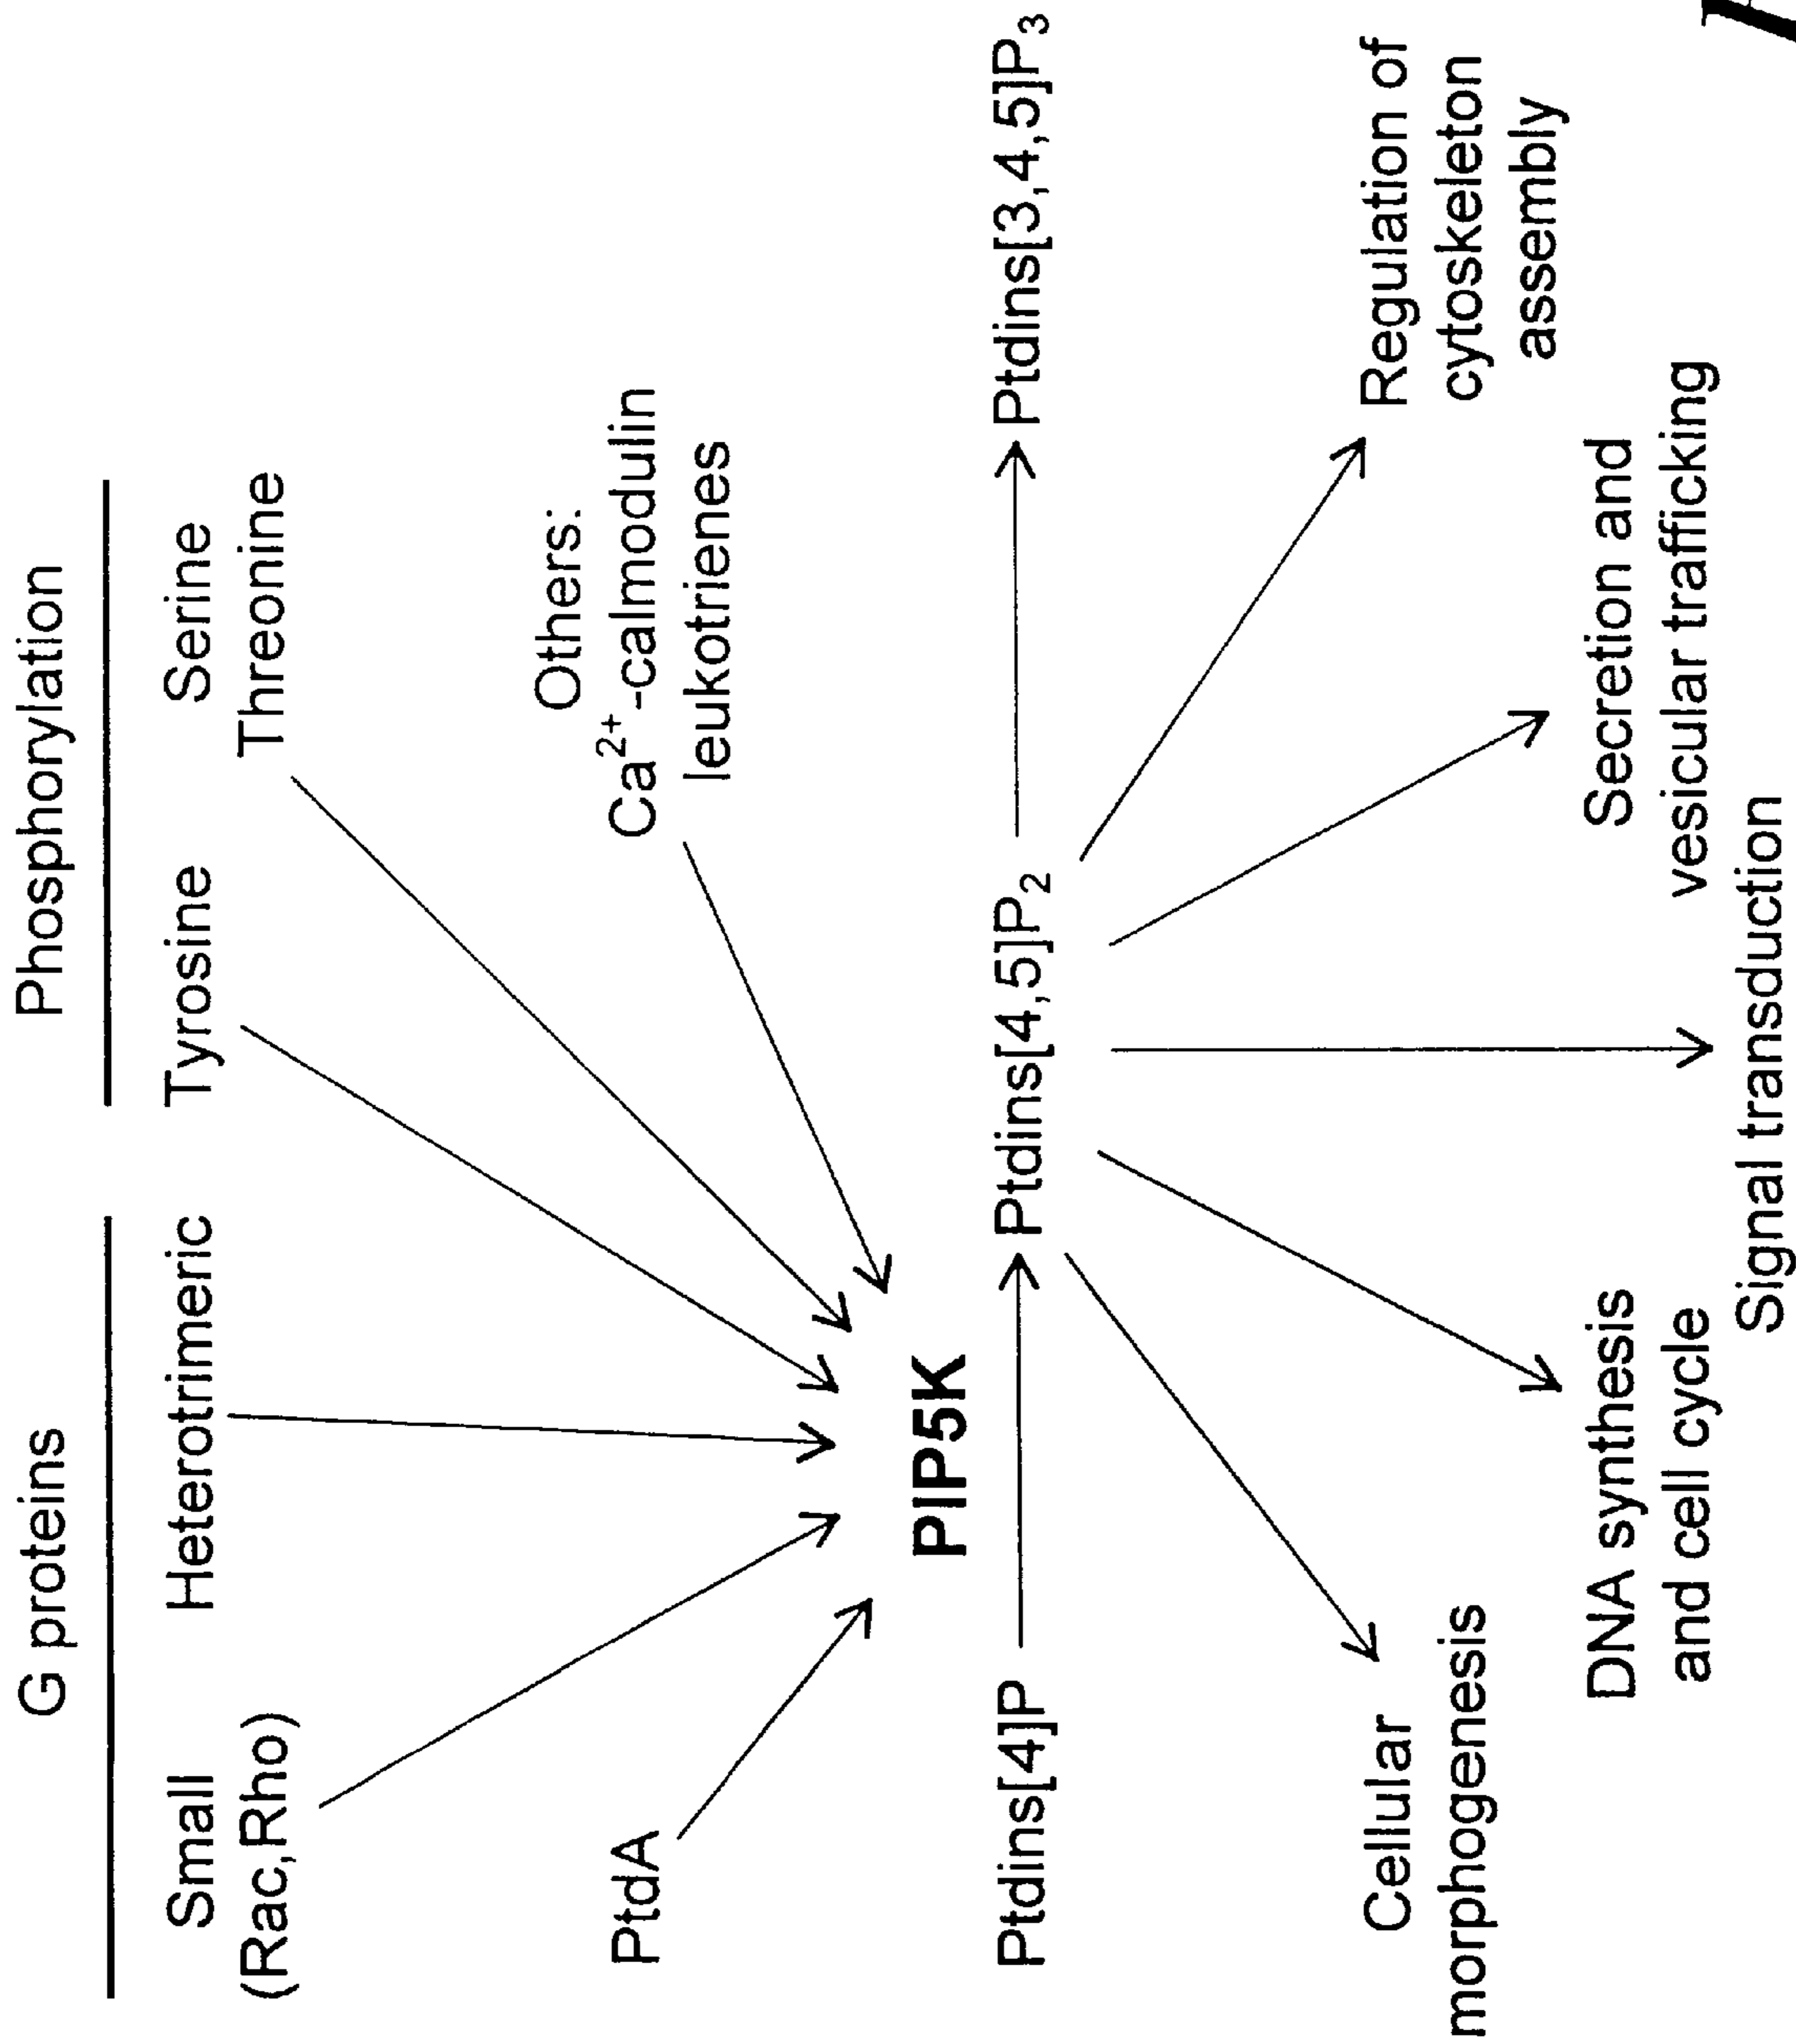 G proteins
Phosphorylation
Small
(Rac,Rho)
Heterotrimeric
Tyrosine
Serine
Threonine
PtdA
Others:
Ca²⁺-calmodulin
leukotrienes
PIP5K
Ptdins[4]P
Ptdins[4,5]P₂
Ptdins[3,4,5]P₃
Cellular
morphogenesis
DNA synthesis
and cell cycle
Signal transduction
Secretion and
vesicular trafficking
Regulation of
cytoskeleton
assembly